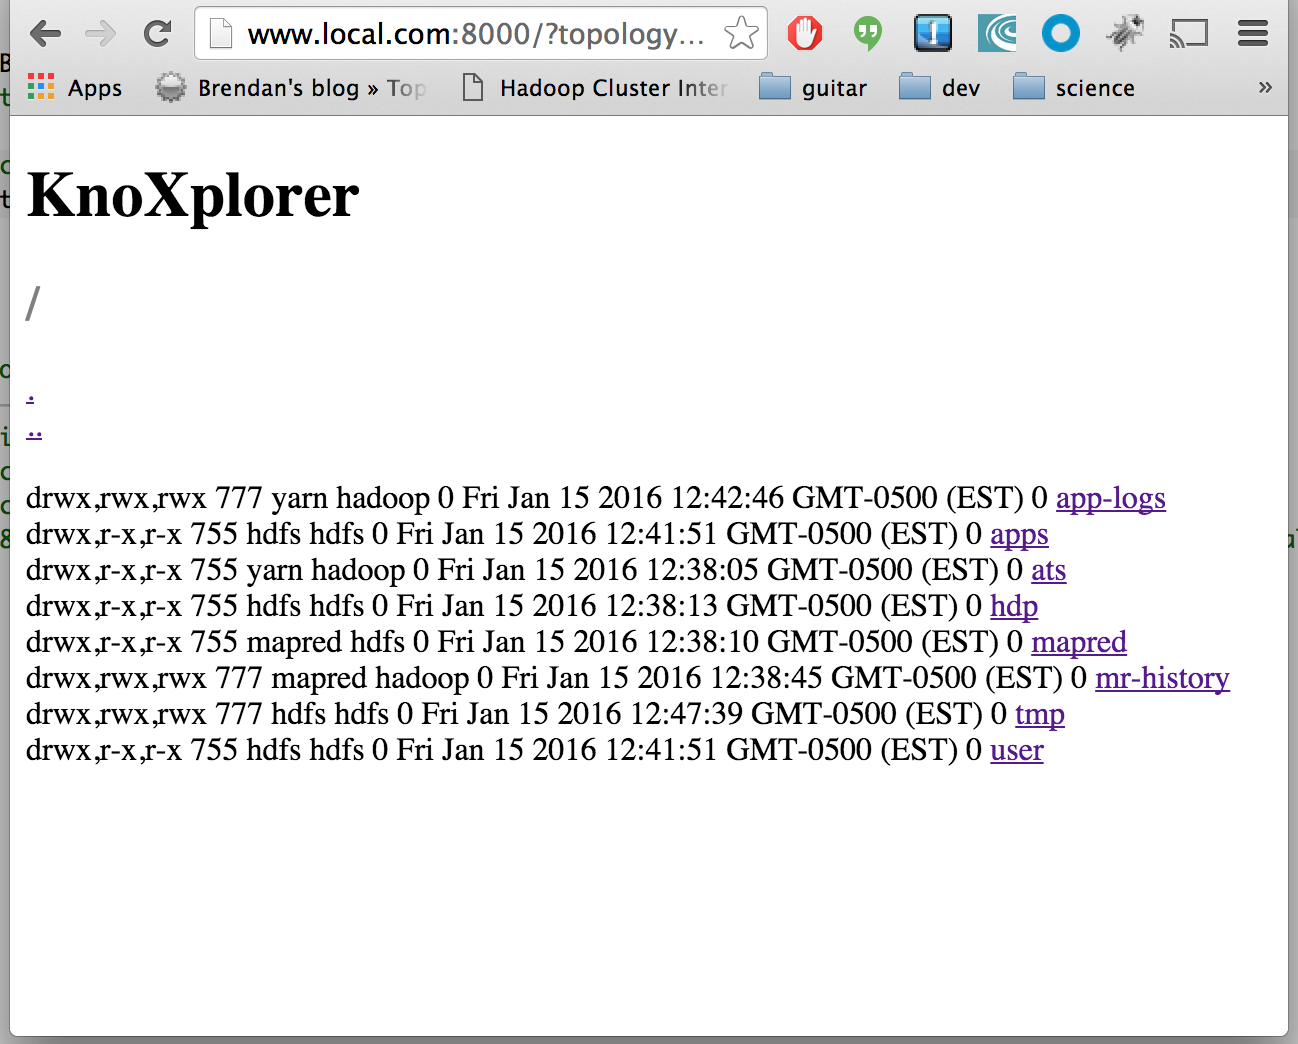 www.local.com:8000/?topology...
Apps Brendan's blog » Top Hadoop Cluster Inter guitar dev science »
KnoXplorer
/
.
..
drwx,rwx,rwx 777 yarn hadoop 0 Fri Jan 15 2016 12:42:46 GMT-0500 (EST) 0 app-logs
drwx,r-x,r-x 755 hdfs hdfs 0 Fri Jan 15 2016 12:41:51 GMT-0500 (EST) 0 apps
drwx,r-x,r-x 755 yarn hadoop 0 Fri Jan 15 2016 12:38:05 GMT-0500 (EST) 0 ats
drwx,r-x,r-x 755 hdfs hdfs 0 Fri Jan 15 2016 12:38:13 GMT-0500 (EST) 0 hdp
drwx,r-x,r-x 755 mapred hdfs 0 Fri Jan 15 2016 12:38:10 GMT-0500 (EST) 0 mapred
drwx,rwx,rwx 777 mapred hadoop 0 Fri Jan 15 2016 12:38:45 GMT-0500 (EST) 0 mr-history
drwx,rwx,rwx 777 hdfs hdfs 0 Fri Jan 15 2016 12:47:39 GMT-0500 (EST) 0 tmp
drwx,r-x,r-x 755 hdfs hdfs 0 Fri Jan 15 2016 12:41:51 GMT-0500 (EST) 0 user